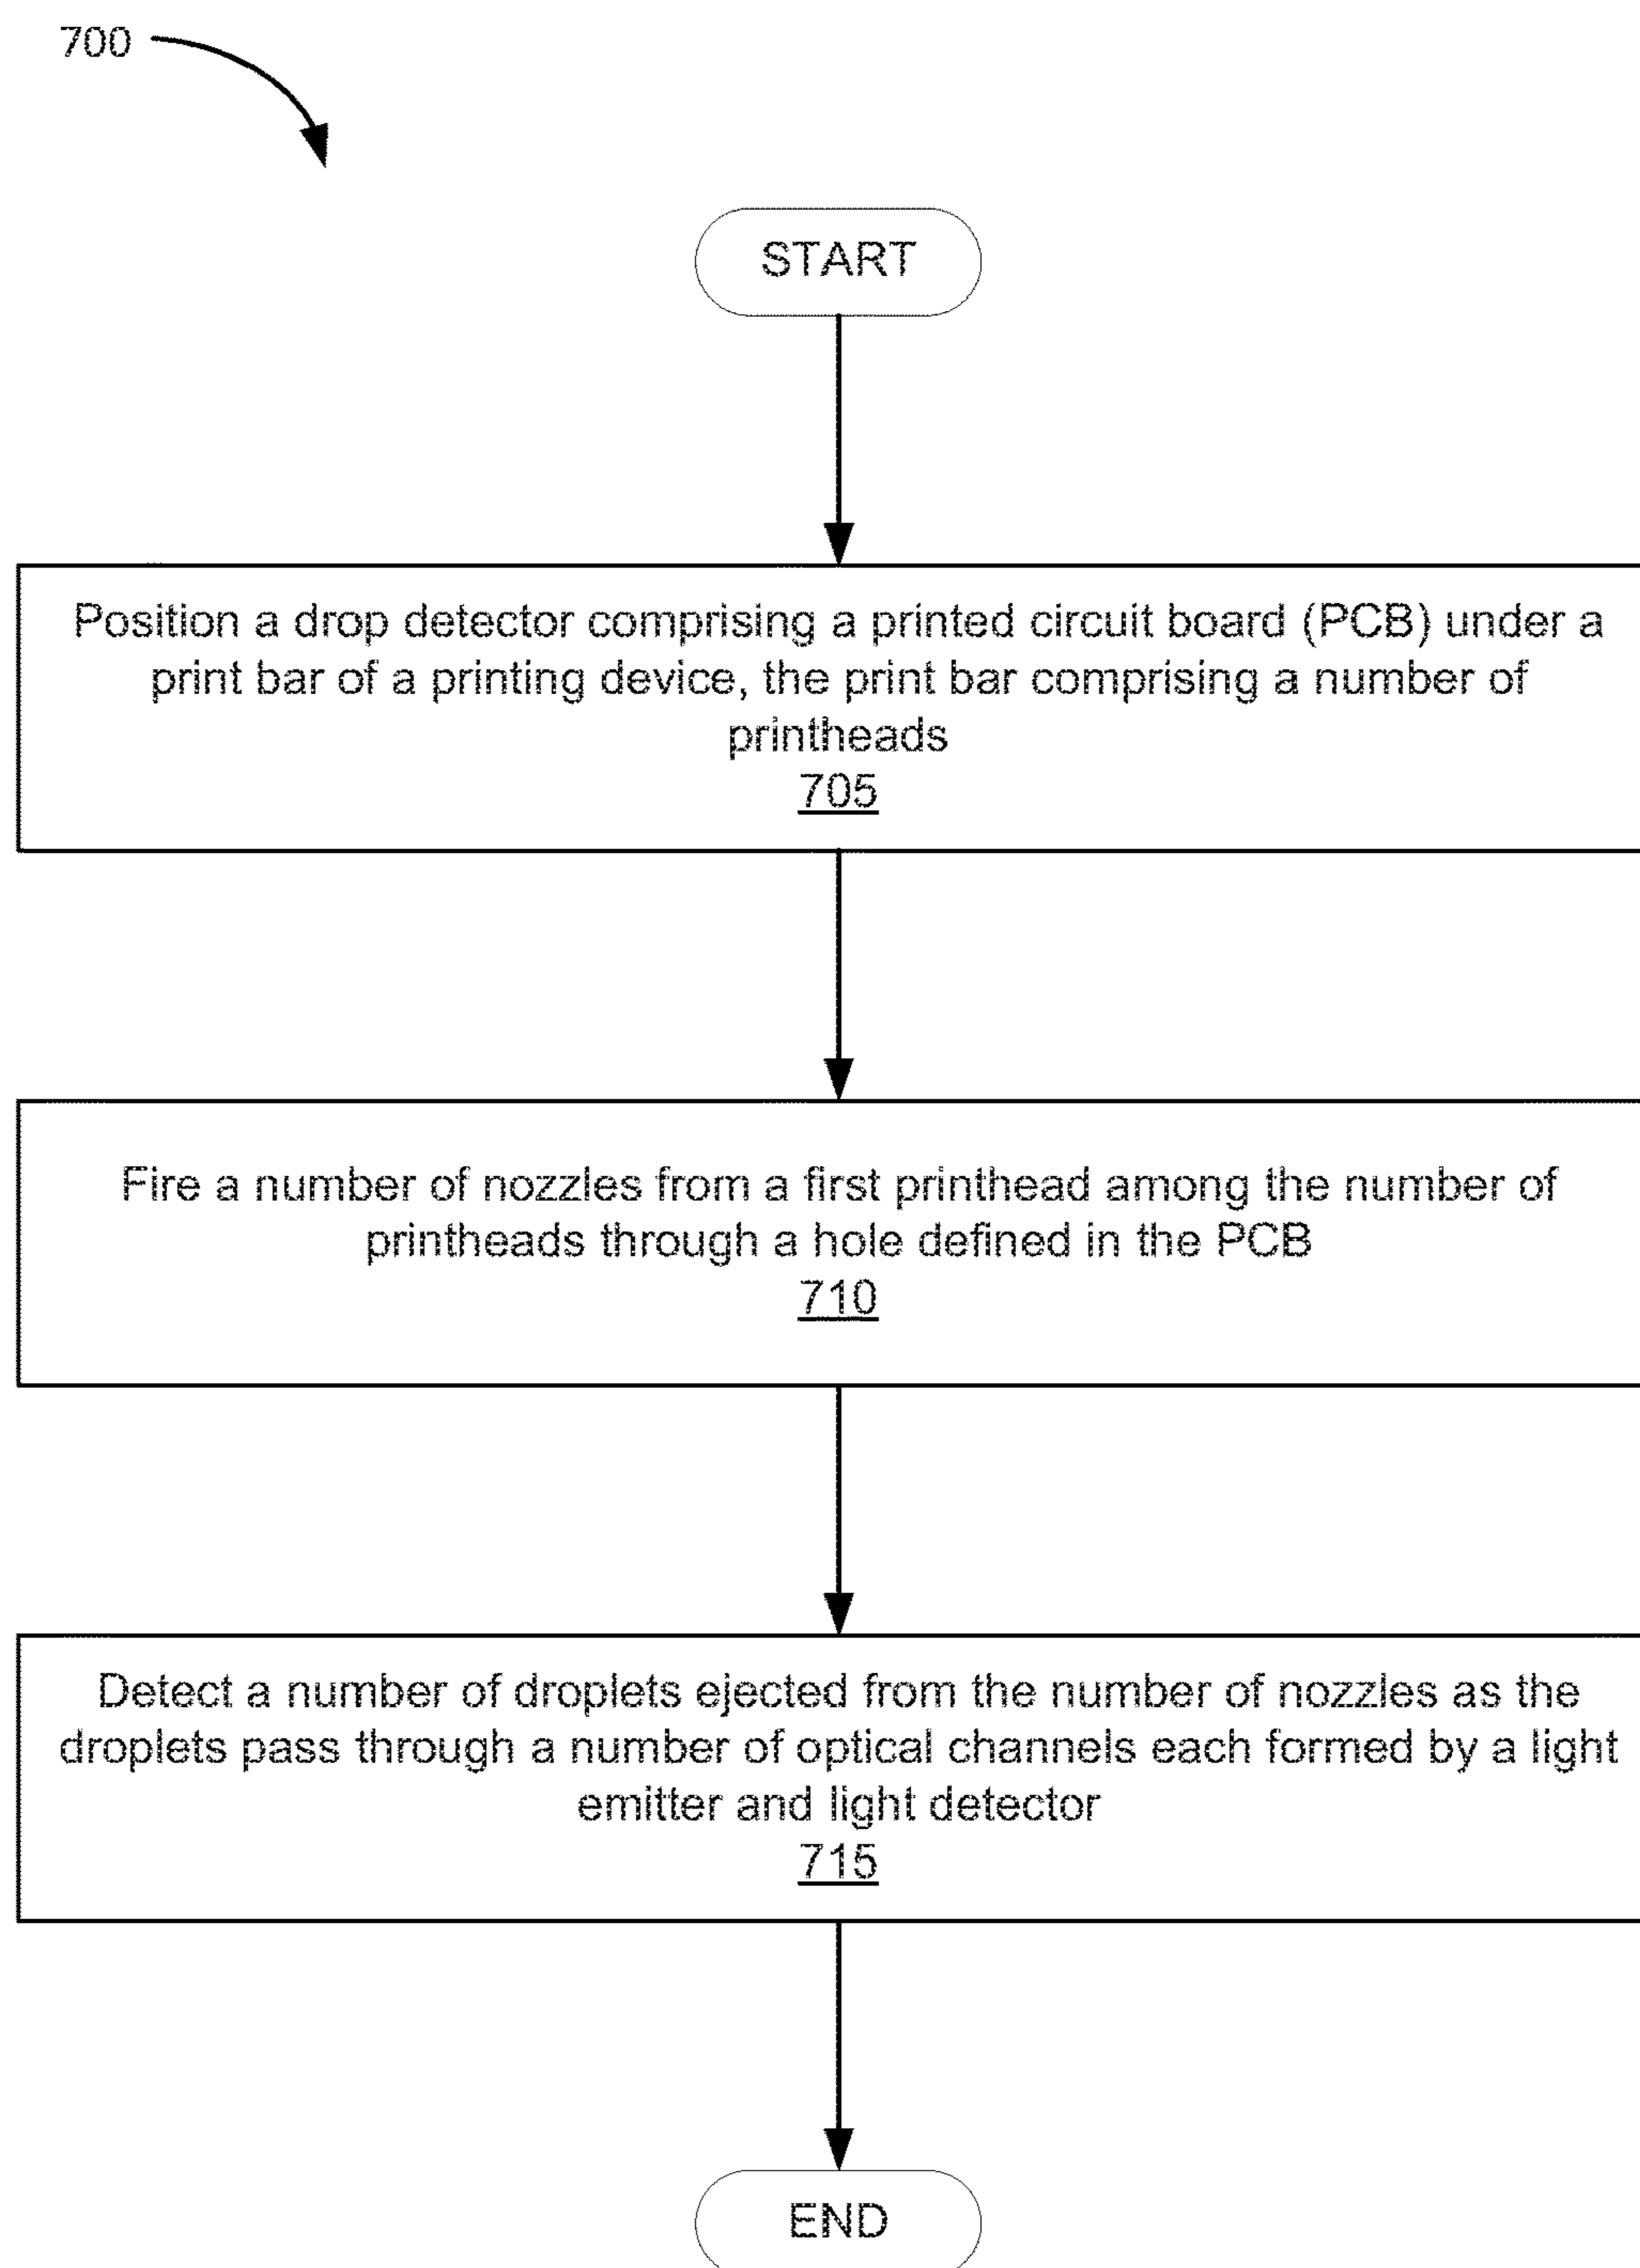 700
START
Position a drop detector comprising a printed circuit board (PCB) under a
print bar of a printing device, the print bar comprising a number of
printheads
705
Fire a number of nozzles from a first printhead among the number of
printheads through a hole defined in the PCB
710
Detect a number of droplets ejected from the number of nozzles as the
droplets pass through a number of optical channels each formed by a light
emitter and light detector
715
END